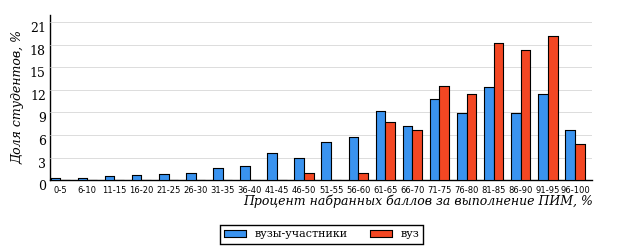 Доля студентов, %
21
18
15
12
9
6
3
0
0-5 6-10 11-15 16-20 21-25 26-30 31-35 36-40 41-45 46-50 51-55 56-60 61-65 66-70 71-75 76-80 81-85 86-90 91-95 96-100
Процент набранных баллов за выполнение ПИМ, %
вузы-участники вуз